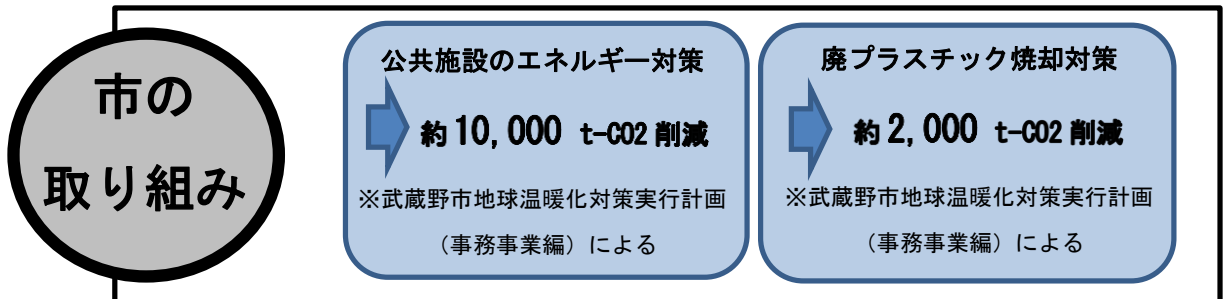 市の
取り組み
公共施設のエネルギー対策
約10,000 t-CO2削減
※武蔵野市地球温暖化対策実行計画
（事務事業編）による
廃プラスチック焼却対策
約2,000 t-CO2削減
※武蔵野市地球温暖化対策実行計画
（事務事業編）による